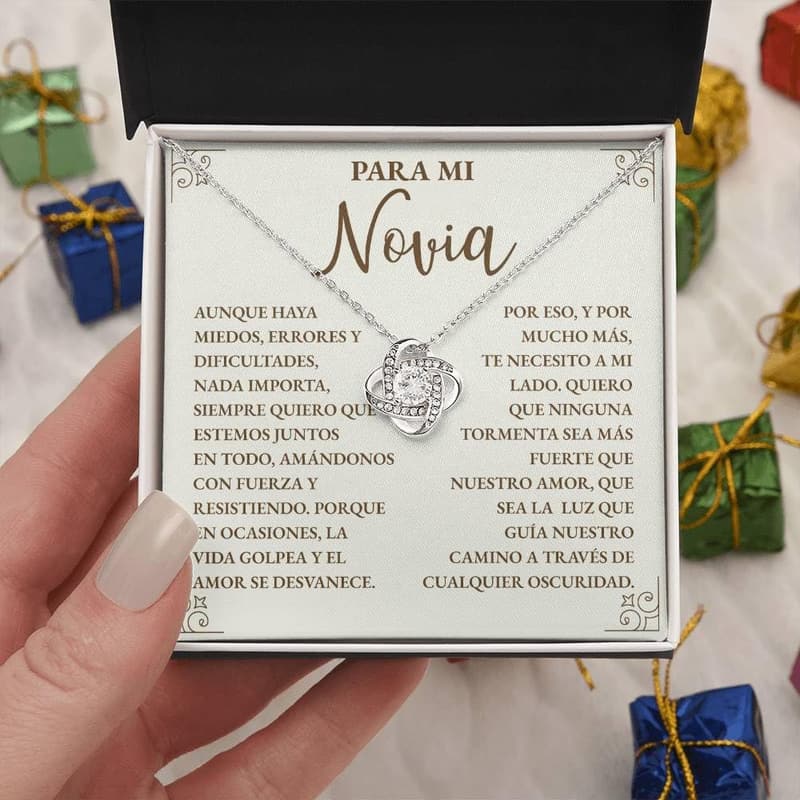 PARA MI
Novia
AUNQUE HAYA
MIEDOS, ERRORES Y
DIFICULTADES,
NADA IMPORTA,
SIEMPRE QUIERO QUE
ESTEMOS JUNTOS
EN TODO, AMÁNDONOS
CON FUERZA Y
RESISTIENDO. PORQUE
EN OCASIONES, LA
VIDA GOLPEA Y EL
AMOR SE DESVANECE.
POR ESO, Y POR
MUCHO MÁS,
TE NECESITO A MI
LADO. QUIERO
QUE NINGUNA
TORMENTA SEA MÁS
FUERTE QUE
NUESTRO AMOR, QUE
SEA LA LUZ QUE
GUÍA NUESTRO
CAMINO A TRAVÉS DE
CUALQUIER OSCURIDAD.